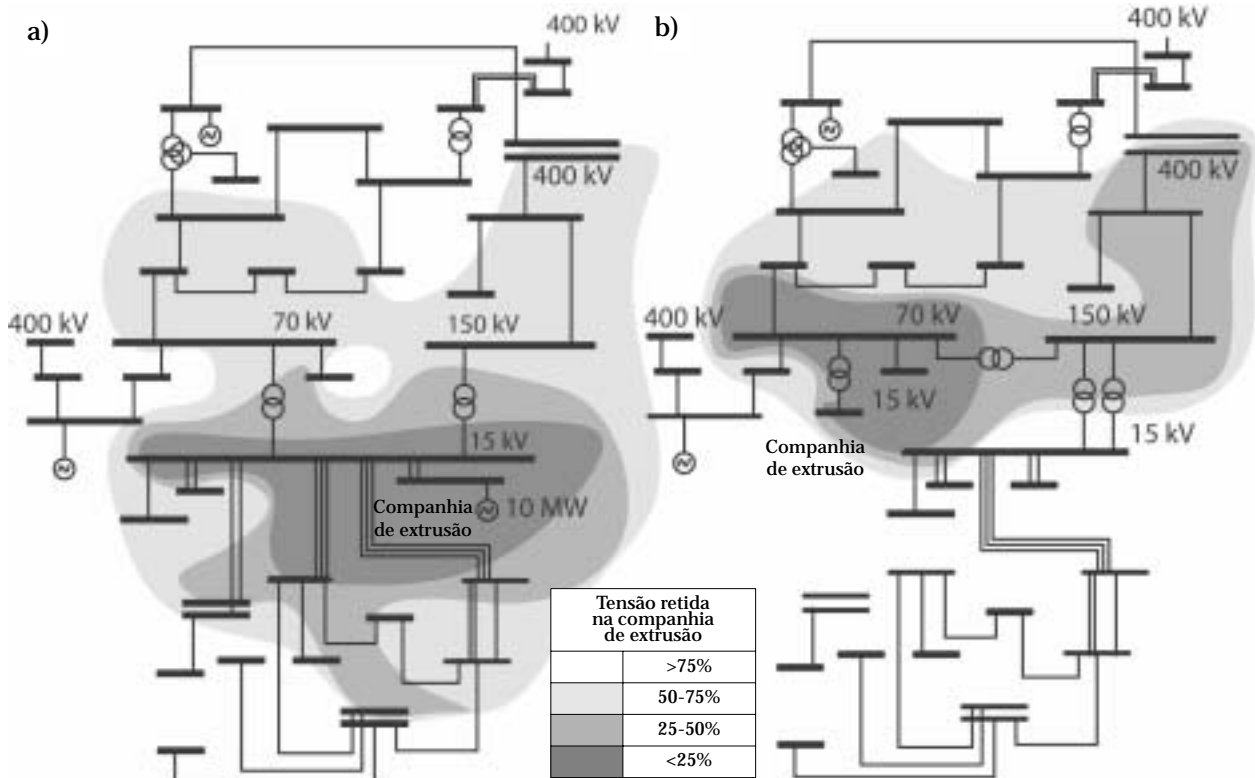 a)
400 kV
400 kV
400 kV
70 kV
150 kV
15 kV
Companhia
de extrusão
10 MW
b)
400 kV
400 kV
400 kV
70 kV
150 kV
15 kV
15 kV
Companhia
de extrusão
Tensão retida
na companhia
de extrusão
>75%
50-75%
25-50%
<25%